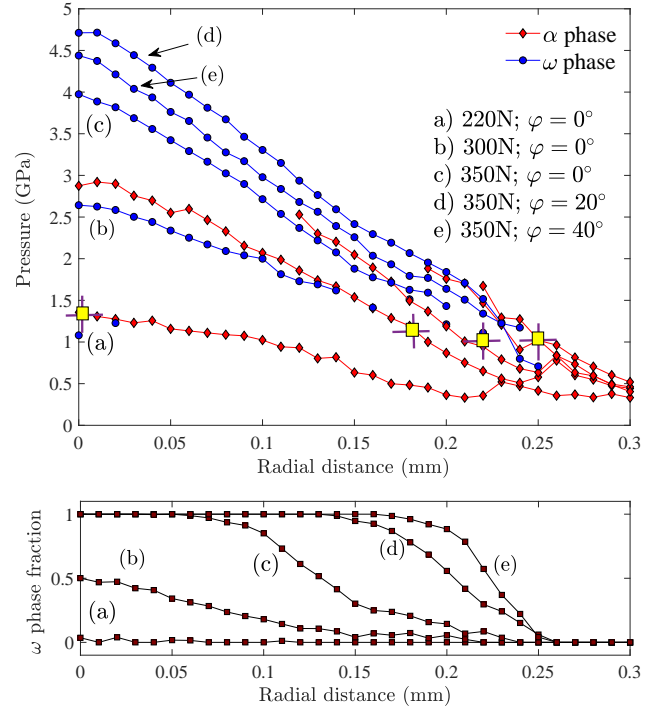 5
4.5
4
3.5
3
2.5
2
1.5
1
0.5
0
Pressure (GPa)
(d)
(e)
(c)
(b)
(a)
α phase
ω phase
a) 220N; φ = 0°
b) 300N; φ = 0°
c) 350N; φ = 0°
d) 350N; φ = 20°
e) 350N; φ = 40°
0 0.05 0.1 0.15 0.2 0.25 0.3
Radial distance (mm)
1
0.5
0
ω phase fraction
(b)
(a)
(c)
(d)
(e)
0 0.05 0.1 0.15 0.2 0.25 0.3
Radial distance (mm)